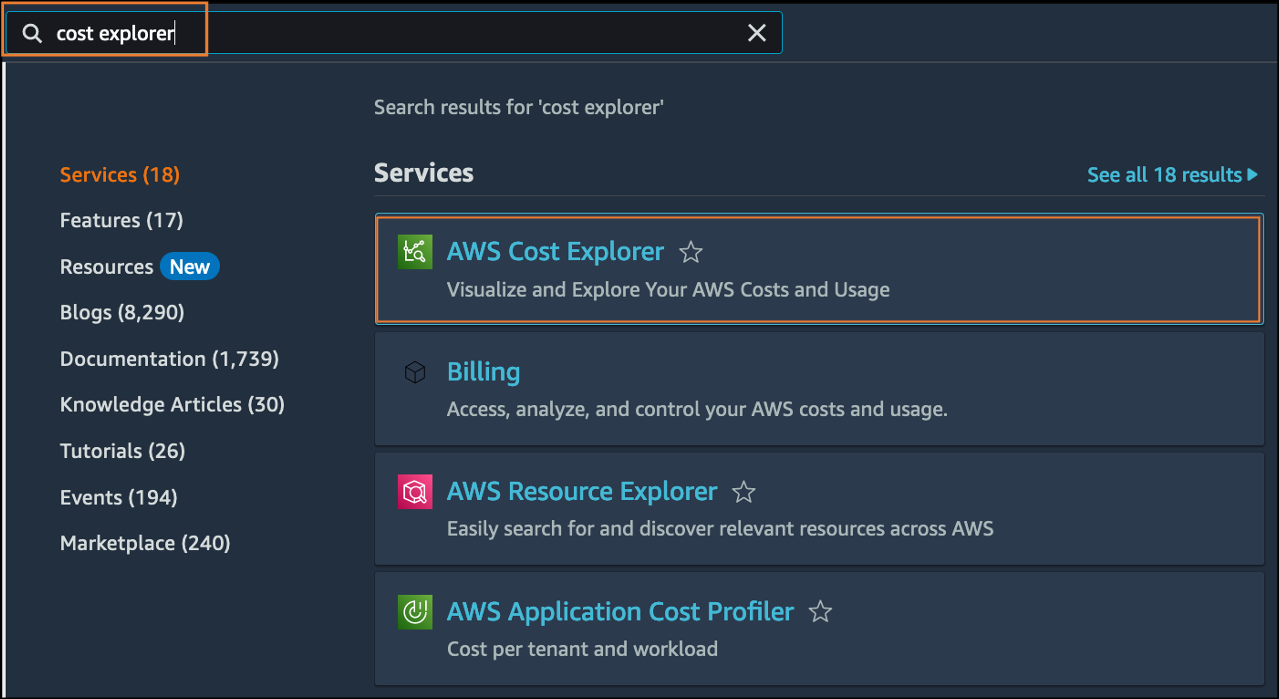 cost explorer
Search results for 'cost explorer'
Services (18)
Features (17)
Resources New
Blogs (8,290)
Documentation (1,739)
Knowledge Articles (30)
Tutorials (26)
Events (194)
Marketplace (240)
Services
See all 18 results
AWS Cost Explorer
Visualize and Explore Your AWS Costs and Usage
Billing
Access, analyze, and control your AWS costs and usage.
AWS Resource Explorer
Easily search for and discover relevant resources across AWS
AWS Application Cost Profiler
Cost per tenant and workload